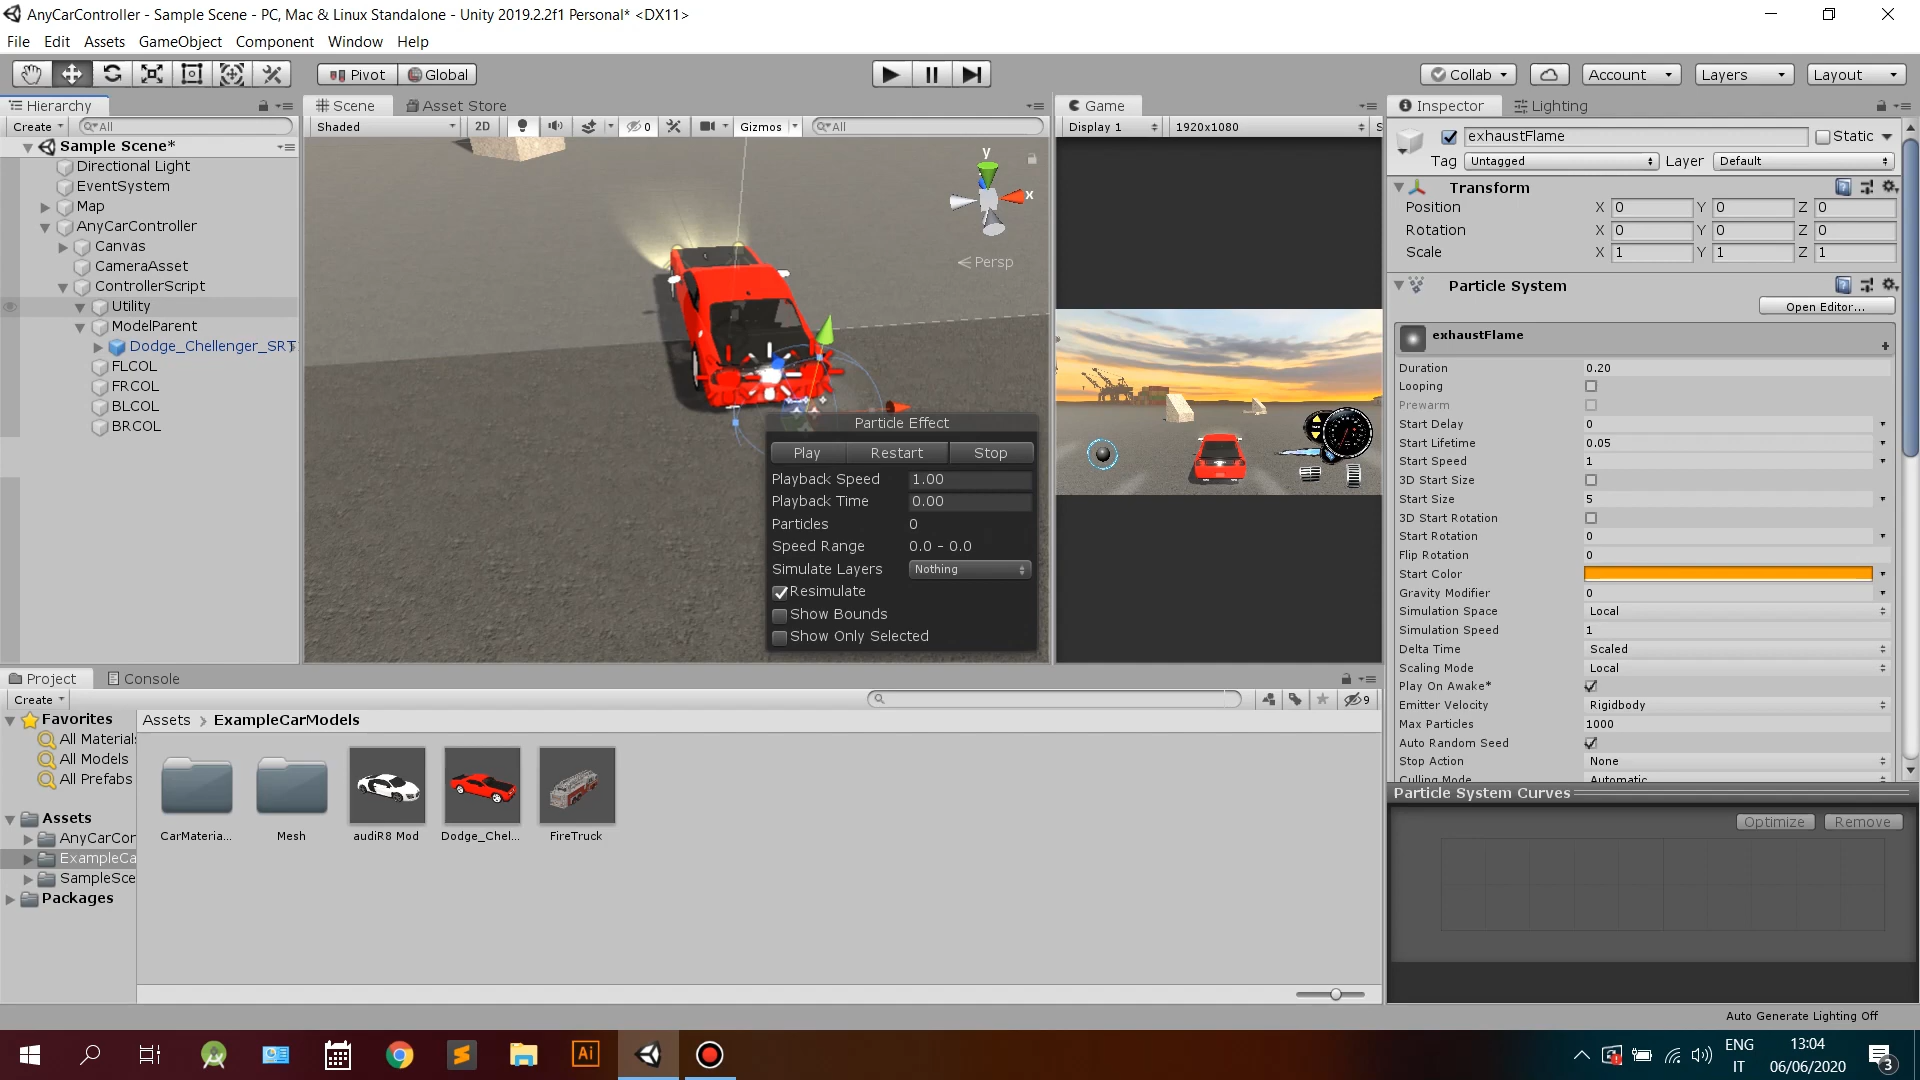 AnyCarController - Sample Scene - PC, Mac & Linux Standalone - Unity 2019.2.2f1 Personal* <DX11>
File Edit Assets GameObject Component Window Help
Pivot Global Collab Account Layers Layout
Hierarchy
Create All
Sample Scene*
Directional Light
EventSystem
Map
AnyCarController
Canvas
CameraAsset
ControllerScript
Utility
ModelParent
Dodge_Chellenger_SRT
FLCOL
FRCOL
BLCOL
BRCOL
Scene Asset Store
Shaded 2D 0 Gizmos All
y
x
Persp
Particle Effect
Play Restart Stop
Playback Speed 1.00
Playback Time 0.00
Particles 0
Speed Range 0.0 - 0.0
Simulate Layers Nothing
Resimulate
Show Bounds
Show Only Selected
Game
Display 1 1920x1080 S
Inspector Lighting
exhaustFlame Static
Tag Untagged Layer Default
Transform
Position X 0 Y 0 Z 0
Rotation X 0 Y 0 Z 0
Scale X 1 Y 1 Z 1
Particle System
Open Editor...
exhaustFlame
Duration 0.20
Looping
Prewarm
Start Delay 0
Start Lifetime 0.05
Start Speed 1
3D Start Size
Start Size 5
3D Start Rotation
Start Rotation 0
Flip Rotation 0
Start Color
Gravity Modifier 0
Simulation Space Local
Simulation Speed 1
Delta Time Scaled
Scaling Mode Local
Play On Awake*
Emitter Velocity Rigidbody
Max Particles 1000
Auto Random Seed
Stop Action None
Culling Mode Automatic
Particle System Curves
Optimize Remove
Project Console
Create 9
Favorites
All Materials
All Models
All Prefabs
Assets
AnyCarCor
ExampleCa
SampleSce
Packages
Assets > ExampleCarModels
CarMateria... Mesh audiR8 Mod Dodge_Chel... FireTruck
Auto Generate Lighting Off
Ai
ENG
IT
13:04
06/06/2020
3